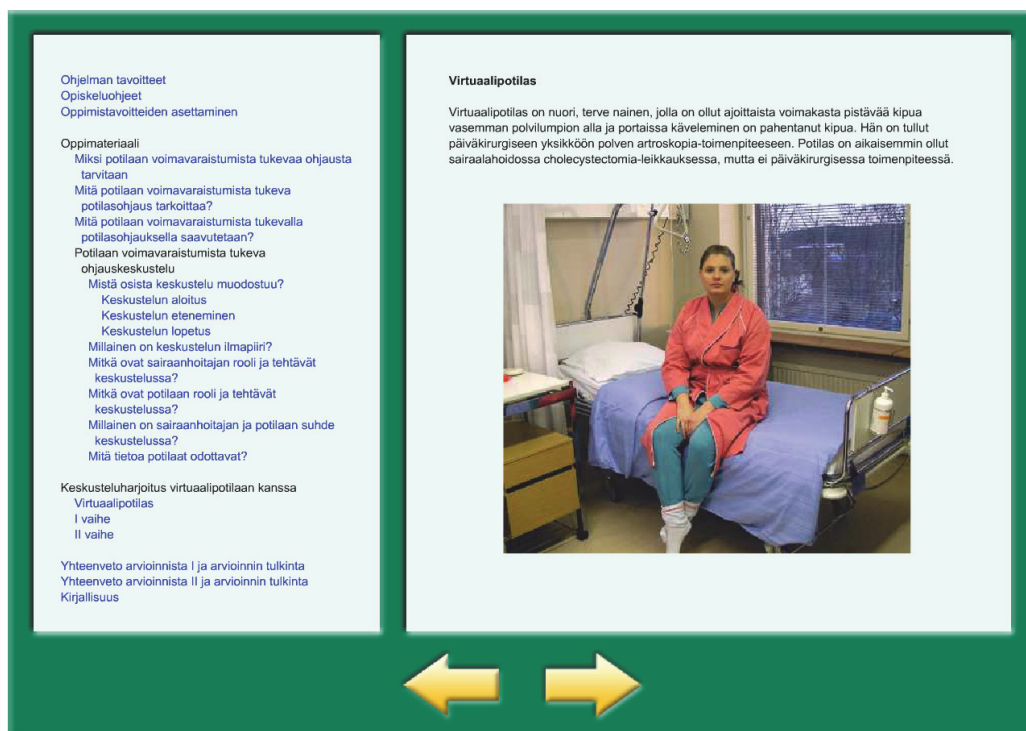 Ohjelman tavoitteet
Opiskeluohjeet
Oppimistavoitteiden asettaminen
Oppimateriaali
Miksi potilaan voimavaraistumista tukevaa ohjausta
tarvitaan
Mitä potilaan voimavaraistumista tukeva
potilasohjaus tarkoittaa?
Mitä potilaan voimavaraistumista tukevalla
potilasohjauksella saavutetaan?
Potilaan voimavaraistumista tukeva
ohjauskeskustelu
Mistä osista keskustelu muodostuu?
Keskustelun aloitus
Keskustelun eteneminen
Keskustelun lopetus
Millainen on keskustelun ilmapiiri?
Mitkä ovat sairaanhoitajan rooli ja tehtävät
keskustelussa?
Mitkä ovat potilaan rooli ja tehtävät
keskustelussa?
Millainen on sairaanhoitajan ja potilaan suhde
keskustelussa?
Mitä tietoa potilaat odottavat?
Keskusteluharjoitus virtuaalipotilaan kanssa
Virtuaalipotilas
I vaihe
II vaihe
Yhteenveto arvioinnista I ja arvioinnin tulkinta
Yhteenveto arvioinnista II ja arvioinnin tulkinta
Kirjallisuus
Virtuaalipotilas
Virtuaalipotilas on nuori, terve nainen, jolla on ollut ajoittaista voimakasta pistävää kipua
vasemman polvilumpion alla ja portaissa käveleminen on pahentanut kipua. Hän on tullut
päiväkirurgiseen yksikköön polven artroskopia-toimenpiteeseen. Potilas on aikaisemmin ollut
sairaalahoidossa cholecystectomia-leikkauksessa, mutta ei päiväkirurgisessa toimenpiteessä.